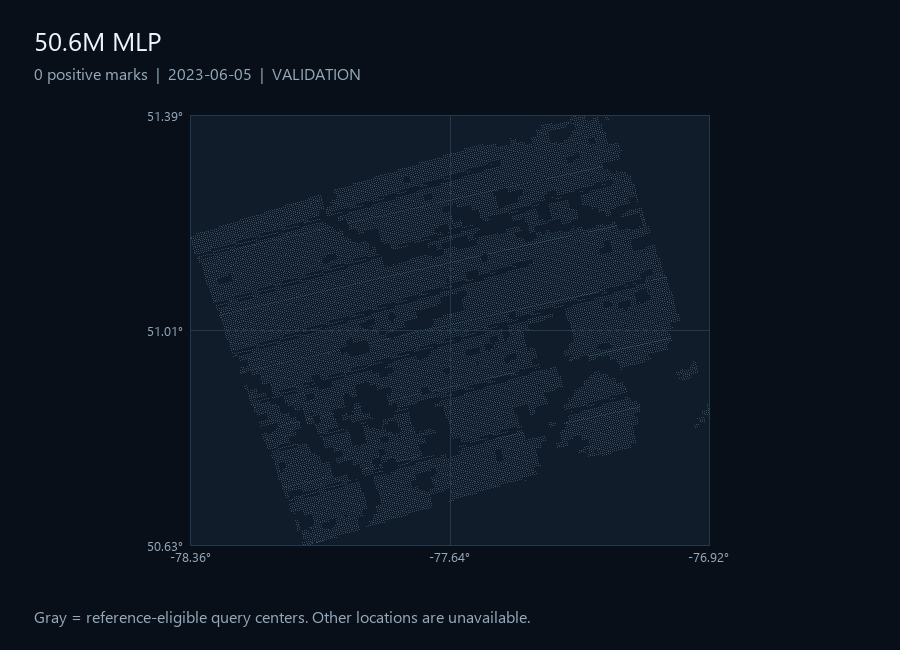 50.6M MLP
0 positive marks | 2023-06-05 | VALIDATION
51.39°
51.01°
50.63°
-78.36°
-77.64°
-76.92°
Gray = reference-eligible query centers. Other locations are unavailable.